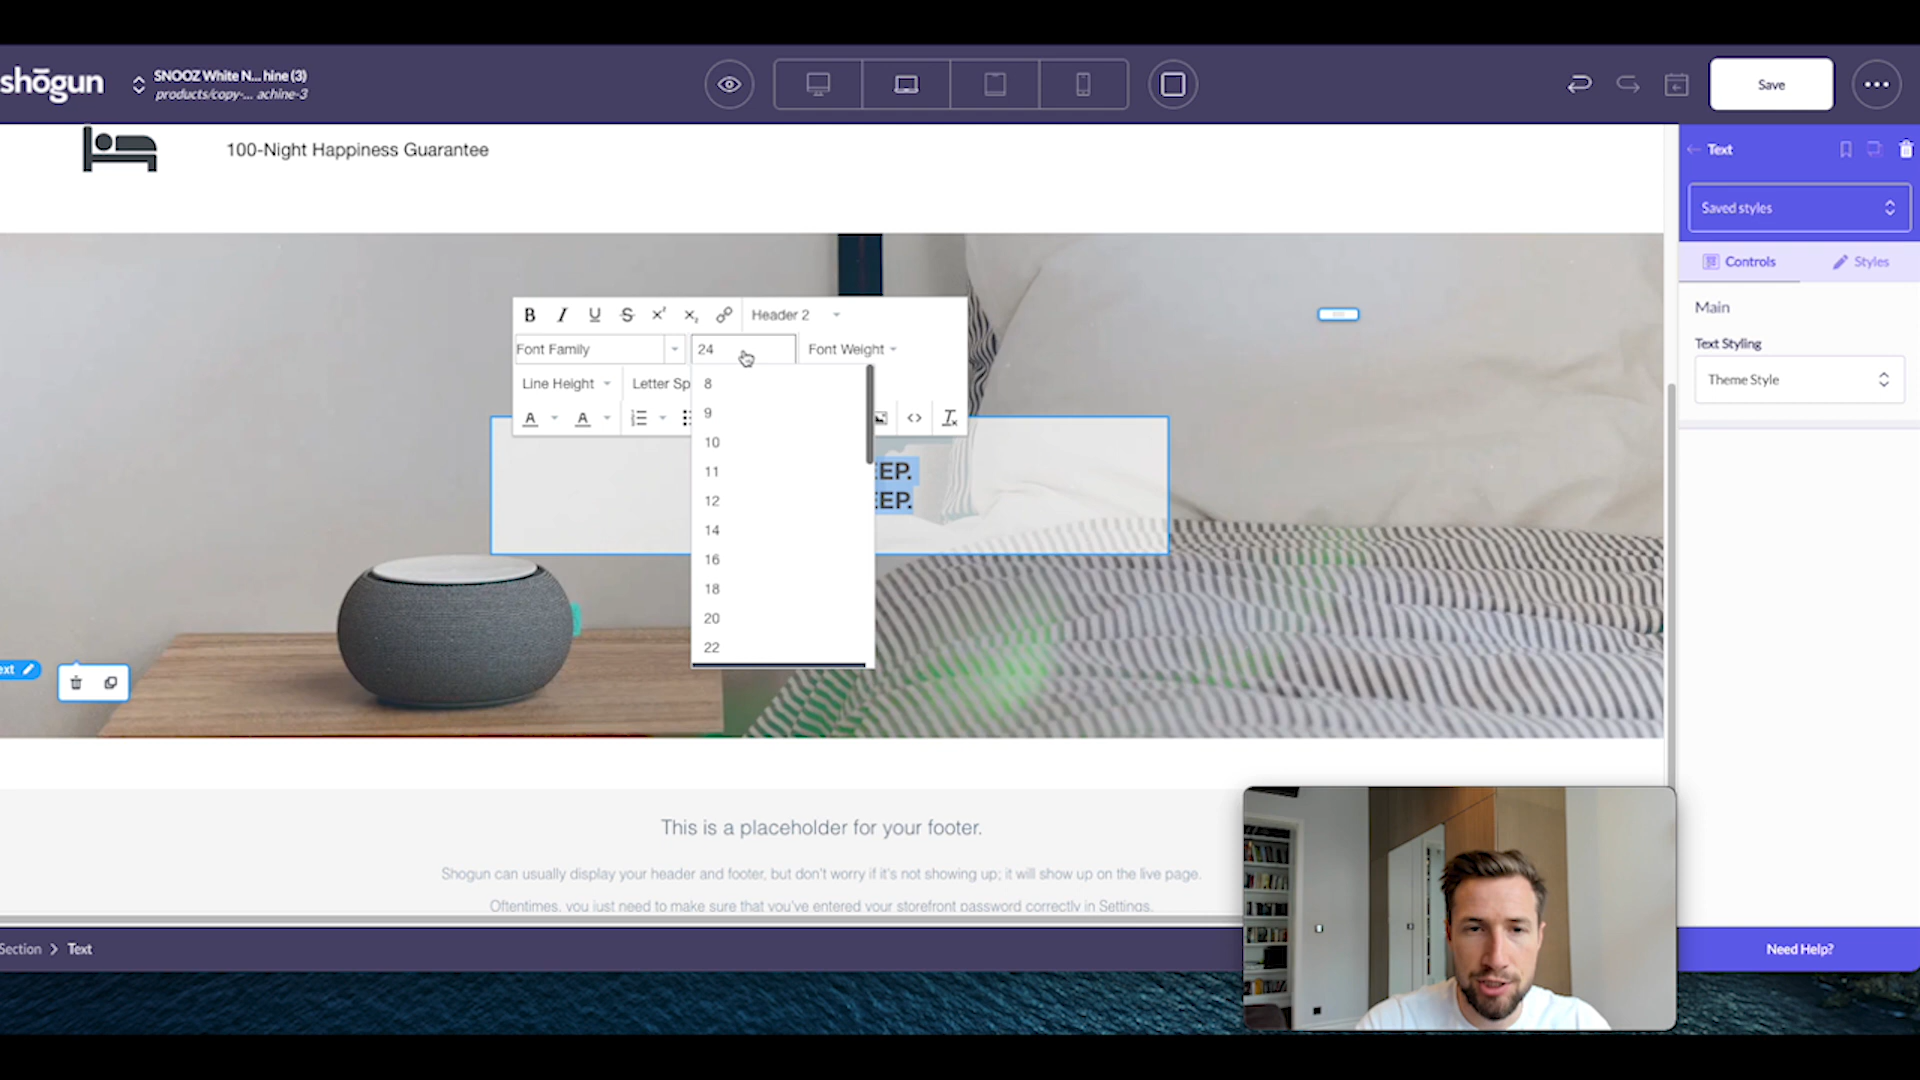 shōgun
SNOOZ White N... hine (3)
products/copy-... achine-3
Save
100-Night Happiness Guarantee
Text
Saved styles
Controls
Styles
Main
Text Styling
Theme Style
B I U S X² X₂
Header 2
Font Family
24
Font Weight
Line Height
Letter Sp
A
A
8
9
10
11
12
14
16
18
20
22
EEP.
EEP.
ext
This is a placeholder for your footer.
Shogun can usually display your header and footer, but don't worry if it's not showing up; it will show up on the live page.
Oftentimes, you just need to make sure that you've entered your storefront password correctly in Settings.
Section > Text
Need Help?